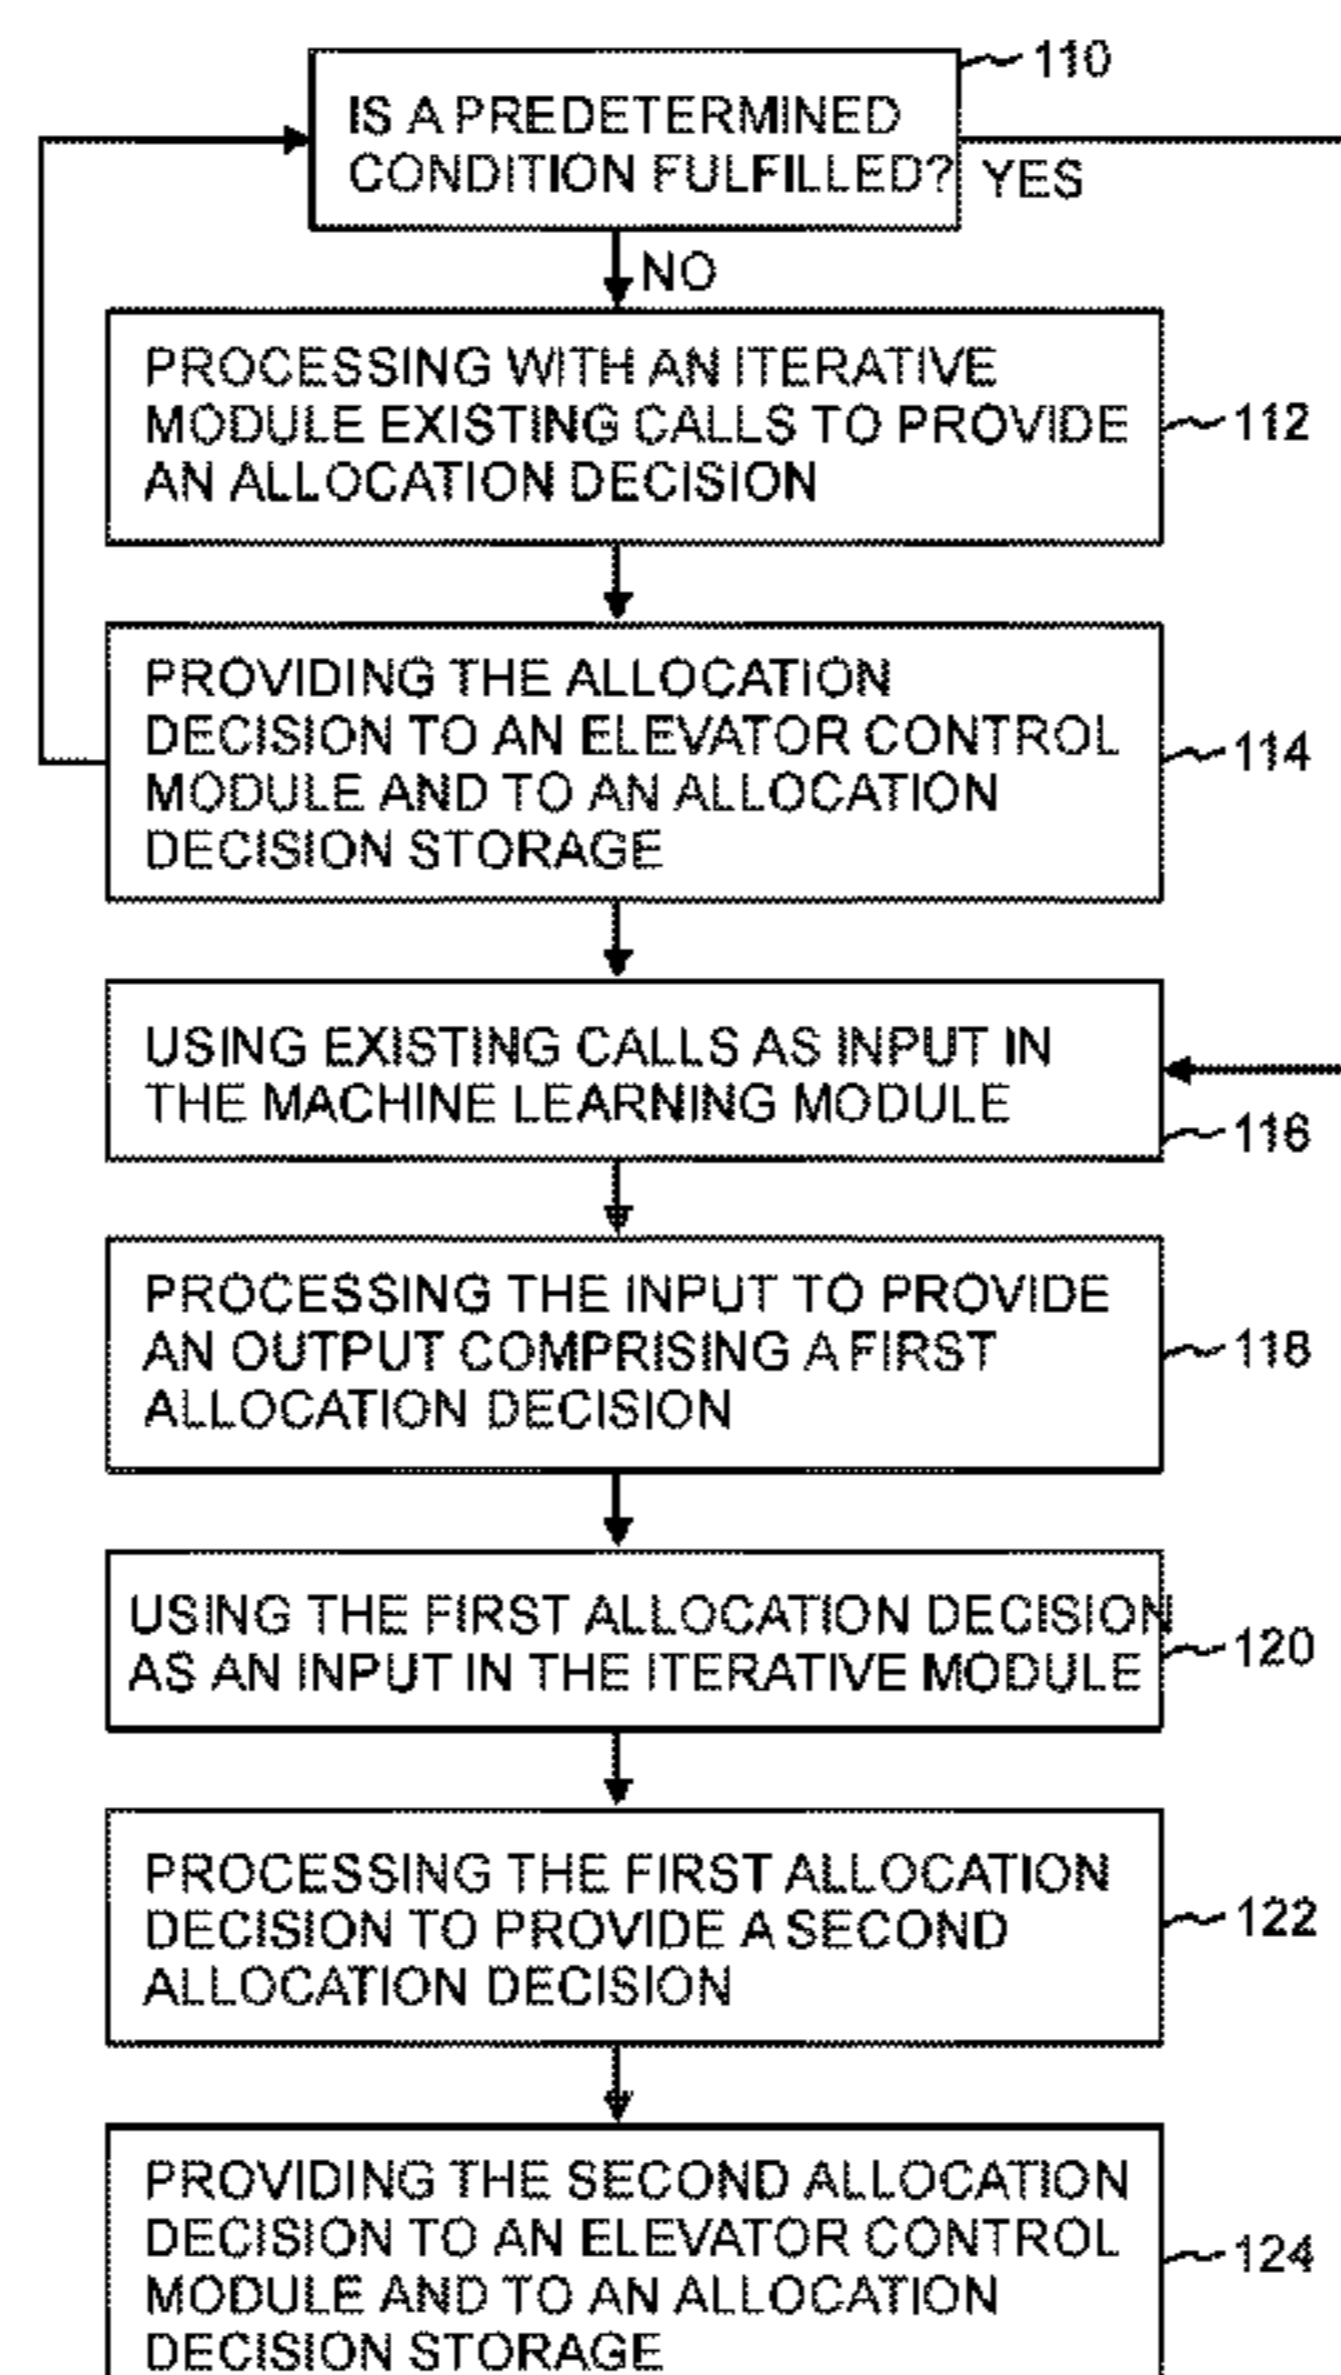 110
IS A PREDETERMINED
CONDITION FULFILLED?
YES
NO
PROCESSING WITH AN ITERATIVE
MODULE EXISTING CALLS TO PROVIDE
AN ALLOCATION DECISION
112
PROVIDING THE ALLOCATION
DECISION TO AN ELEVATOR CONTROL
MODULE AND TO AN ALLOCATION
DECISION STORAGE
114
USING EXISTING CALLS AS INPUT IN
THE MACHINE LEARNING MODULE
116
PROCESSING THE INPUT TO PROVIDE
AN OUTPUT COMPRISING A FIRST
ALLOCATION DECISION
118
USING THE FIRST ALLOCATION DECISION
AS AN INPUT IN THE ITERATIVE MODULE
120
PROCESSING THE FIRST ALLOCATION
DECISION TO PROVIDE A SECOND
ALLOCATION DECISION
122
PROVIDING THE SECOND ALLOCATION
DECISION TO AN ELEVATOR CONTROL
MODULE AND TO AN ALLOCATION
DECISION STORAGE
124